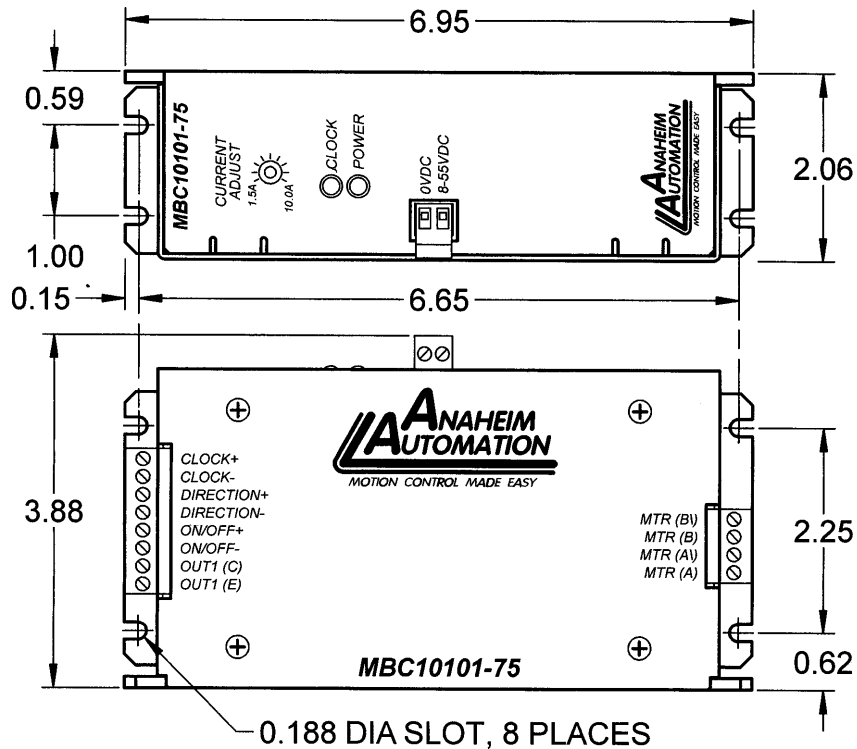 6.95
0.59
1.00
0.15
6.65
2.06
MBC10101-75
CURRENT
ADJUST
1.5A
10.0A
CLOCK
POWER
0VDC
8-55VDC
ANAHEIM
AUTOMATION
MOTION CONTROL MADE EASY
3.88
ANAHEIM
AUTOMATION
MOTION CONTROL MADE EASY
CLOCK+
CLOCK-
DIRECTION+
DIRECTION-
ON/OFF+
ON/OFF-
OUT1 (C)
OUT1 (E)
MTR (B\)
MTR (B)
MTR (A\)
MTR (A)
2.25
0.62
MBC10101-75
0.188 DIA SLOT, 8 PLACES